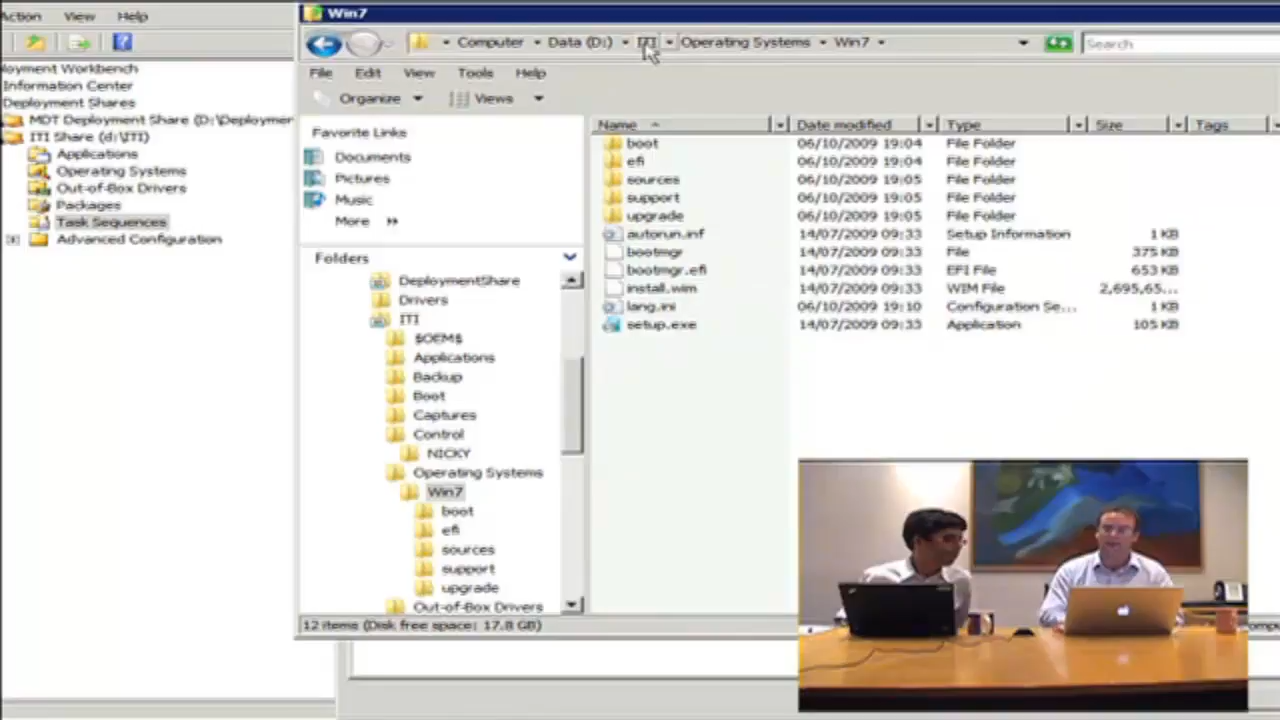 Action View Help
loyment Workbench
Information Center
Deployment Shares
MDT Deployment Share (D:\Deploymer
ITI Share (d:\ITI)
Applications
Operating Systems
Out-of-Box Drivers
Packages
Task Sequences
Advanced Configuration
Win7
Computer Data (D:) ITI Operating Systems Win7
Search
File Edit View Tools Help
Organize Views
Favorite Links
Documents
Pictures
Music
More
Folders
DeploymentShare
Drivers
ITI
$OEM$
Applications
Backup
Boot
Captures
Control
NICKY
Operating Systems
Win7
boot
efi
sources
support
upgrade
Out-of-Box Drivers
Name Date modified Type Size Tags
boot 06/10/2009 19:04 File Folder
efi 06/10/2009 19:04 File Folder
sources 06/10/2009 19:05 File Folder
support 06/10/2009 19:05 File Folder
upgrade 06/10/2009 19:05 File Folder
autorun.inf 14/07/2009 09:33 Setup Information 1 KB
bootmgr 14/07/2009 09:33 File 375 KB
bootmgr.efi 14/07/2009 09:33 EFI File 653 KB
install.wim 14/07/2009 09:33 WIM File 2,695,65...
lang.ini 06/10/2009 19:10 Configuration Se... 1 KB
setup.exe 14/07/2009 09:33 Application 105 KB
12 items (Disk free space: 17.8 GB)
ompu